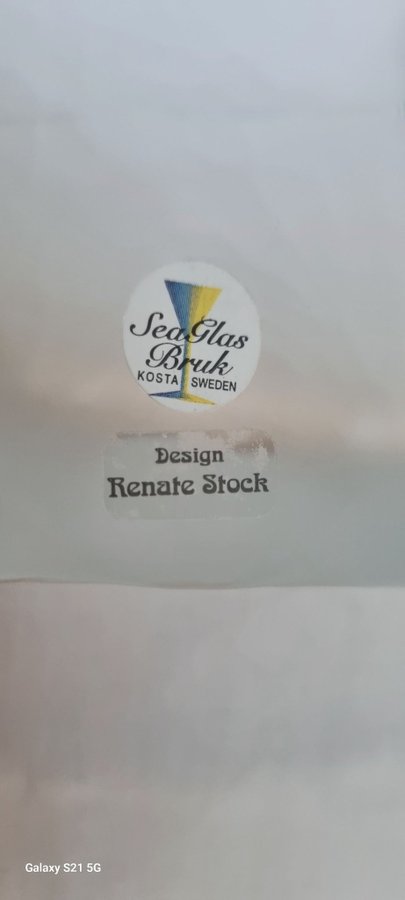 SeaGlas
Bruk
KOSTA SWEDEN
Design
Renate Stock
Galaxy S21 5G